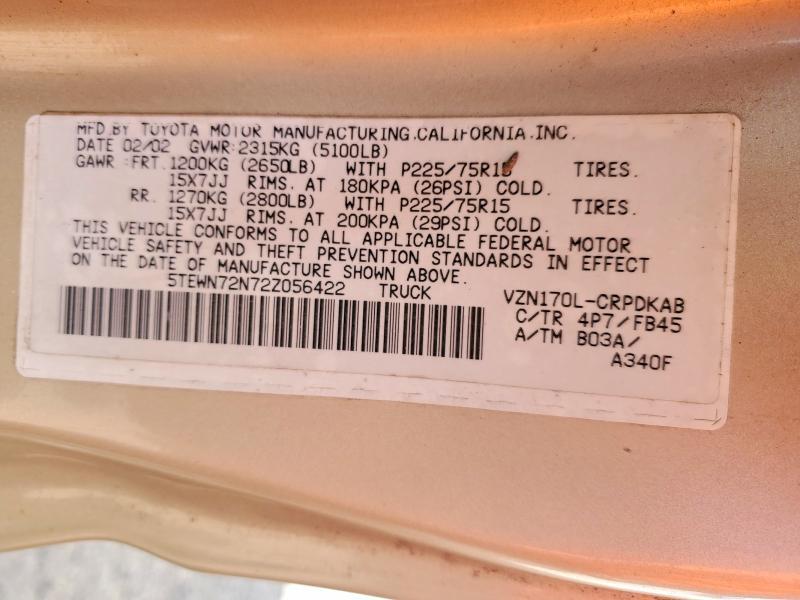 MFD.BY TOYOTA MOTOR MANUFACTURING.CALIFORNIA.INC.
DATE 02/02 GVWR:2315KG (5100LB)
GAWR :FRT.1200KG (2650LB) WITH P225/75R15 TIRES.
15X7JJ RIMS. AT 180KPA (26PSI) COLD.
RR. 1270KG (2800LB) WITH P225/75R15 TIRES.
15X7JJ RIMS. AT 200KPA (29PSI) COLD.
THIS VEHICLE CONFORMS TO ALL APPLICABLE FEDERAL MOTOR
VEHICLE SAFETY AND THEFT PREVENTION STANDARDS IN EFFECT
ON THE DATE OF MANUFACTURE SHOWN ABOVE.
5TEWN72N72Z056422 TRUCK VZN170L-CRPDKAB
C/TR 4P7/FB45
A/TM B03A/
A340F